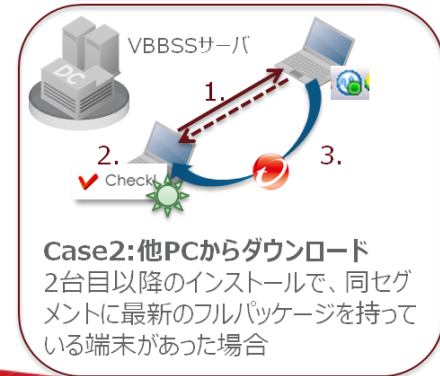 VBBSSサーバ
DC
1.
2.
3.
Check!
Case2:他PCからダウンロード
2台目以降のインストールで、同セグ
メントに最新のフルパッケージを持って
いる端末があった場合